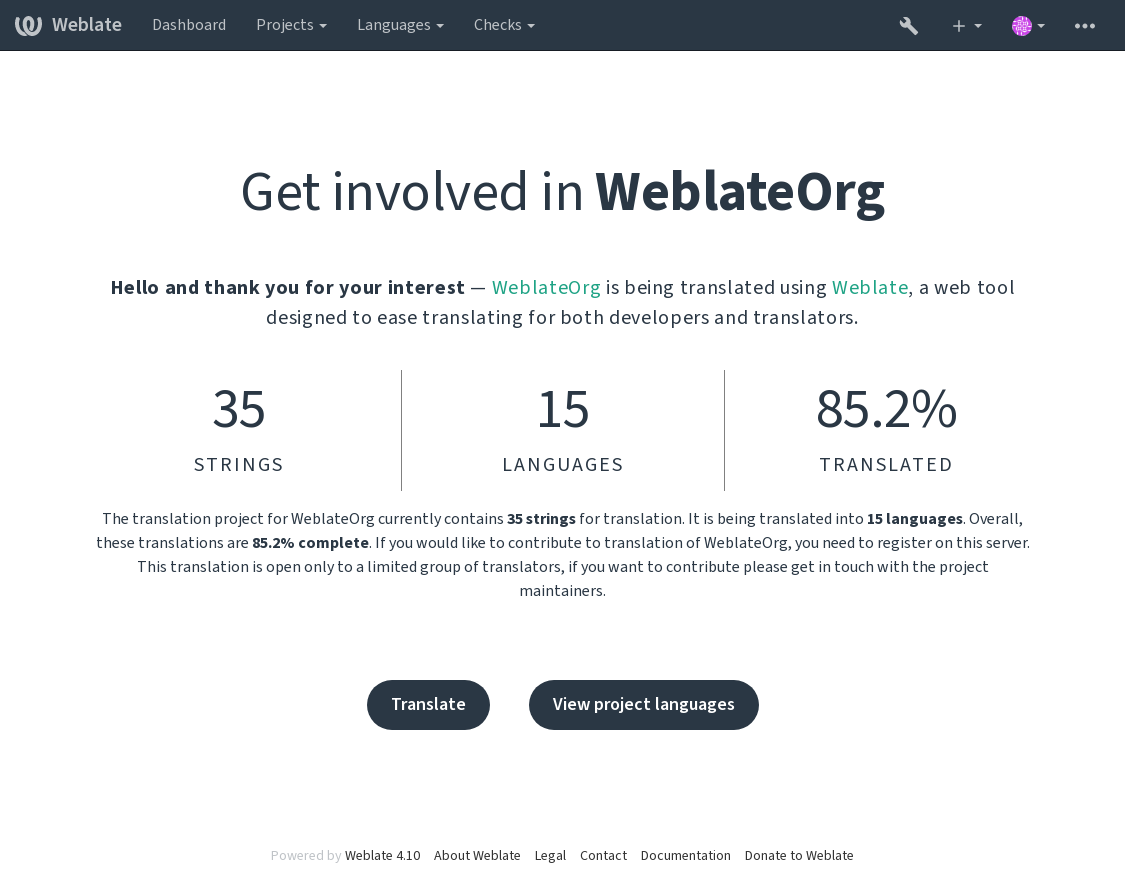 Weblate Dashboard Projects Languages Checks
Get involved in WeblateOrg
Hello and thank you for your interest — WeblateOrg is being translated using Weblate, a web tool
designed to ease translating for both developers and translators.
35 15 85.2%
STRINGS LANGUAGES TRANSLATED
The translation project for WeblateOrg currently contains 35 strings for translation. It is being translated into 15 languages. Overall,
these translations are 85.2% complete. If you would like to contribute to translation of WeblateOrg, you need to register on this server.
This translation is open only to a limited group of translators, if you want to contribute please get in touch with the project
maintainers.
Translate View project languages
Powered by Weblate 4.10 About Weblate Legal Contact Documentation Donate to Weblate